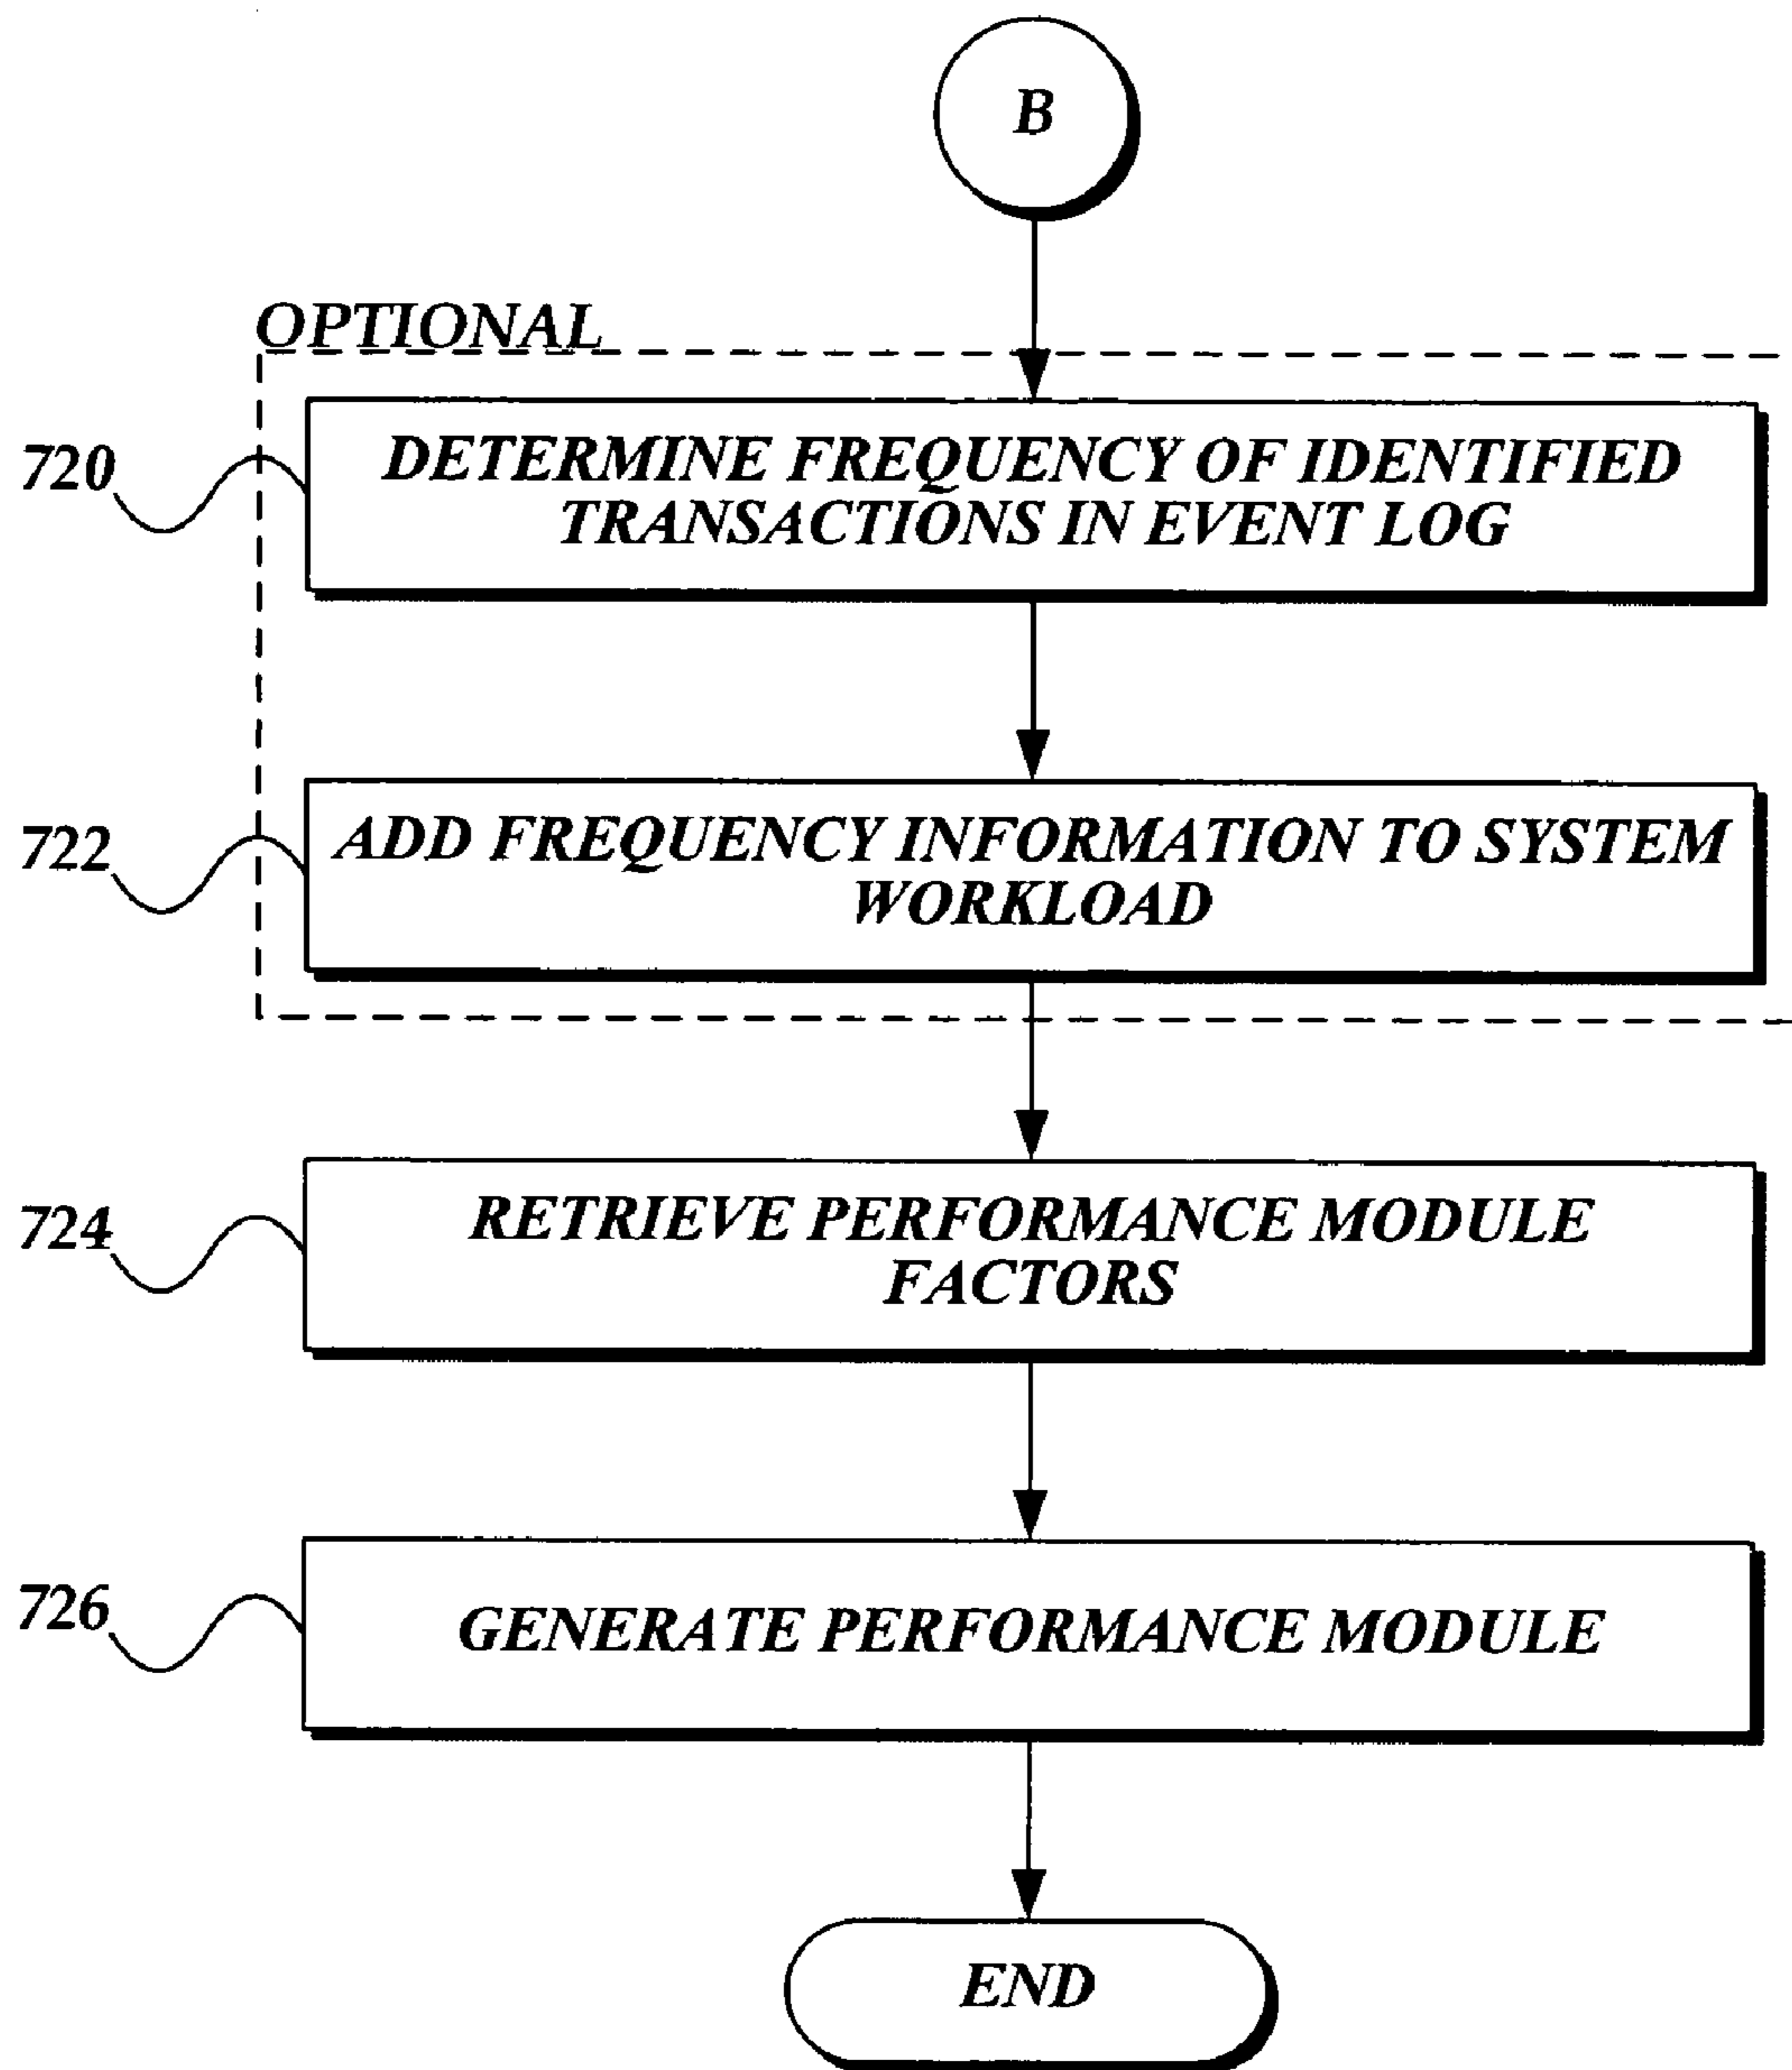 B
OPTIONAL
720
DETERMINE FREQUENCY OF IDENTIFIED
TRANSACTIONS IN EVENT LOG
722
ADD FREQUENCY INFORMATION TO SYSTEM
WORKLOAD
724
RETRIEVE PERFORMANCE MODULE
FACTORS
726
GENERATE PERFORMANCE MODULE
END